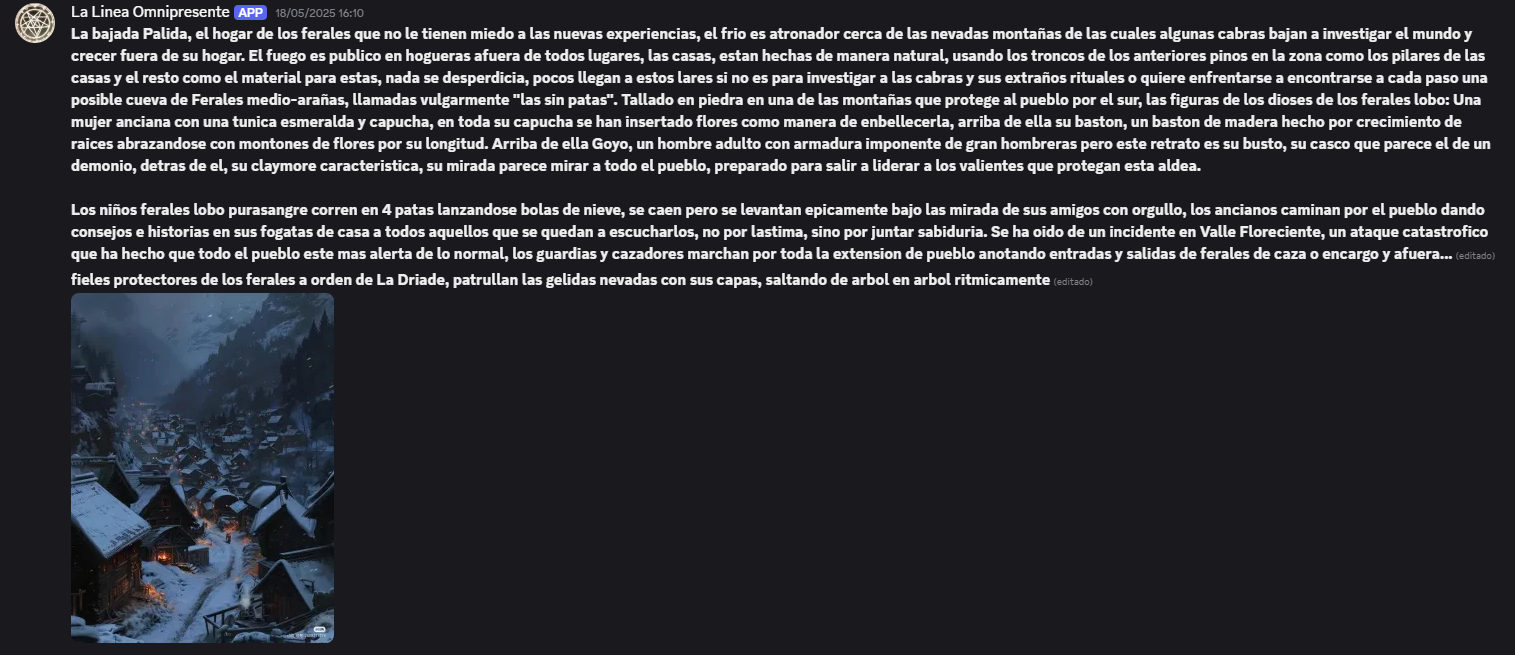 La Linea Omnipresente APP 18/05/2025 16:10
La bajada Palida, el hogar de los ferales que no le tienen miedo a las nuevas experiencias, el frio es atronador cerca de las nevadas montañas de las cuales algunas cabras bajan a investigar el mundo y
crecer fuera de su hogar. El fuego es publico en hogueras afuera de todos lugares, las casas, estan hechas de manera natural, usando los troncos de los anteriores pinos en la zona como los pilares de las
casas y el resto como el material para estas, nada se desperdicia, pocos llegan a estos lares si no es para investigar a las cabras y sus extraños rituales o quiere enfrentarse a encontrarse a cada paso una
posible cueva de Ferales medio-arañas, llamadas vulgarmente "las sin patas". Tallado en piedra en una de las montañas que protege al pueblo por el sur, las figuras de los dioses de los ferales lobo: Una
mujer anciana con una tunica esmeralda y capucha, en toda su capucha se han insertado flores como manera de enbellecerla, arriba de ella su baston, un baston de madera hecho por crecimiento de
raices abrazandose con montones de flores por su longitud. Arriba de ella Goyo, un hombre adulto con armadura imponente de gran hombreras pero este retrato es su busto, su casco que parece el de un
demonio, detras de el, su claymore caracteristica, su mirada parece mirar a todo el pueblo, preparado para salir a liderar a los valientes que protegan esta aldea.
Los niños ferales lobo purasangre corren en 4 patas lanzandose bolas de nieve, se caen pero se levantan epicamente bajo las mirada de sus amigos con orgullo, los ancianos caminan por el pueblo dando
consejos e historias en sus fogatas de casa a todos aquellos que se quedan a escucharlos, no por lastima, sino por juntar sabiduria. Se ha oido de un incidente en Valle Floreciente, un ataque catastrofico
que ha hecho que todo el pueblo este mas alerta de lo normal, los guardias y cazadores marchan por toda la extension de pueblo anotando entradas y salidas de ferales de caza o encargo y afuera... (editado)
fieles protectores de los ferales a orden de La Driade, patrullan las gelidas nevadas con sus capas, saltando de arbol en arbol ritmicamente (editado)